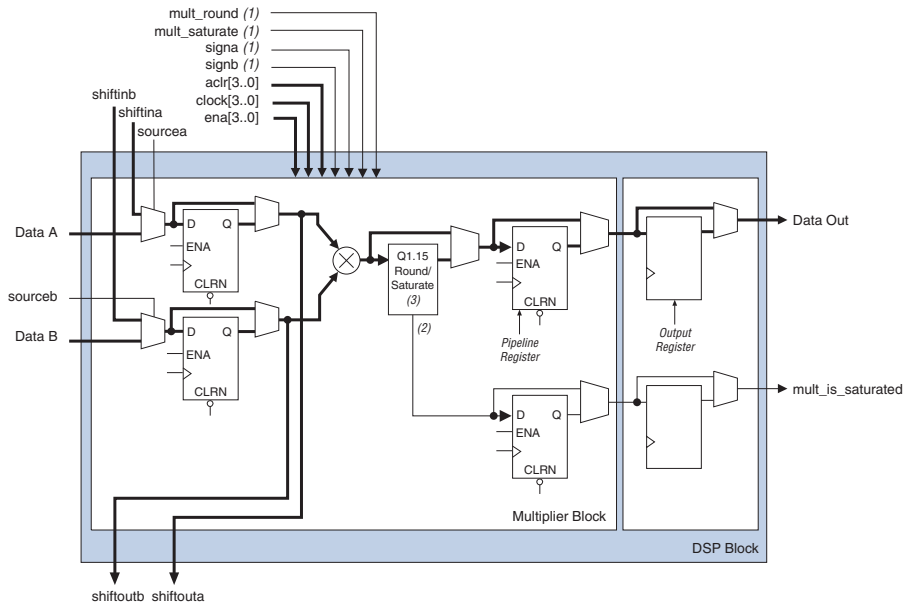 mult_round (1)
mult_saturate (1)
signa (1)
signb (1)
aclr[3..0]
clock[3..0]
ena[3..0]
shiftinb
shiftina
sourcea
Data A
D Q
ENA
CLRN
sourceb
Data B
D Q
ENA
CLRN
Q1.15
Round/
Saturate
(3)
(2)
D Q
ENA
CLRN
Pipeline
Register
Data Out
Output
Register
D Q
ENA
CLRN
mult_is_saturated
Multiplier Block
DSP Block
shiftoutb shiftouta